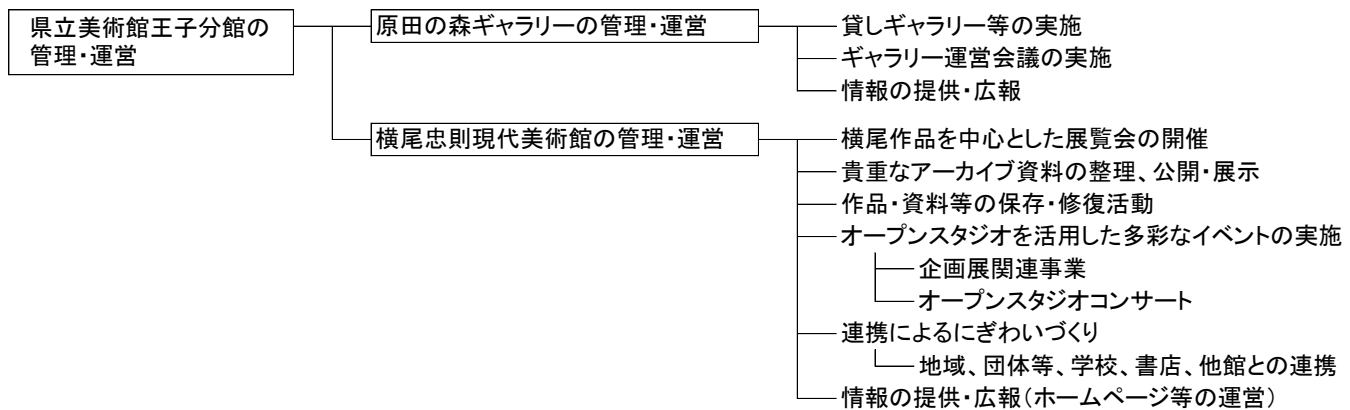 県立美術館王子分館の
管理・運営
原田の森ギャラリーの管理・運営
貸しギャラリー等の実施
ギャラリー運営会議の実施
情報の提供・広報
横尾忠則現代美術館の管理・運営
横尾作品を中心とした展覧会の開催
貴重なアーカイブ資料の整理、公開・展示
作品・資料等の保存・修復活動
オープンスタジオを活用した多彩なイベントの実施
企画展関連事業
オープンスタジオコンサート
連携によるにぎわいづくり
地域、団体等、学校、書店、他館との連携
情報の提供・広報（ホームページ等の運営）